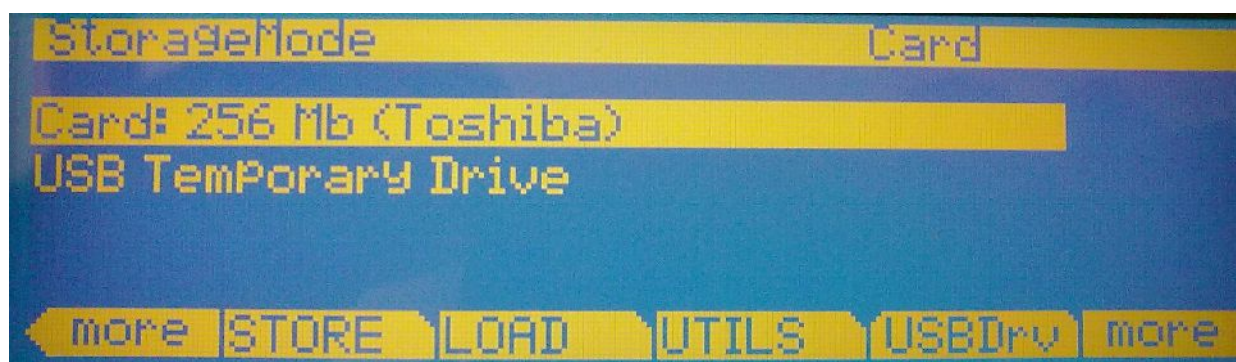 StorageMode Card
Card: 256 Mb (Toshiba)
USB Temporary Drive
more STORE LOAD UTILS USBDrv more